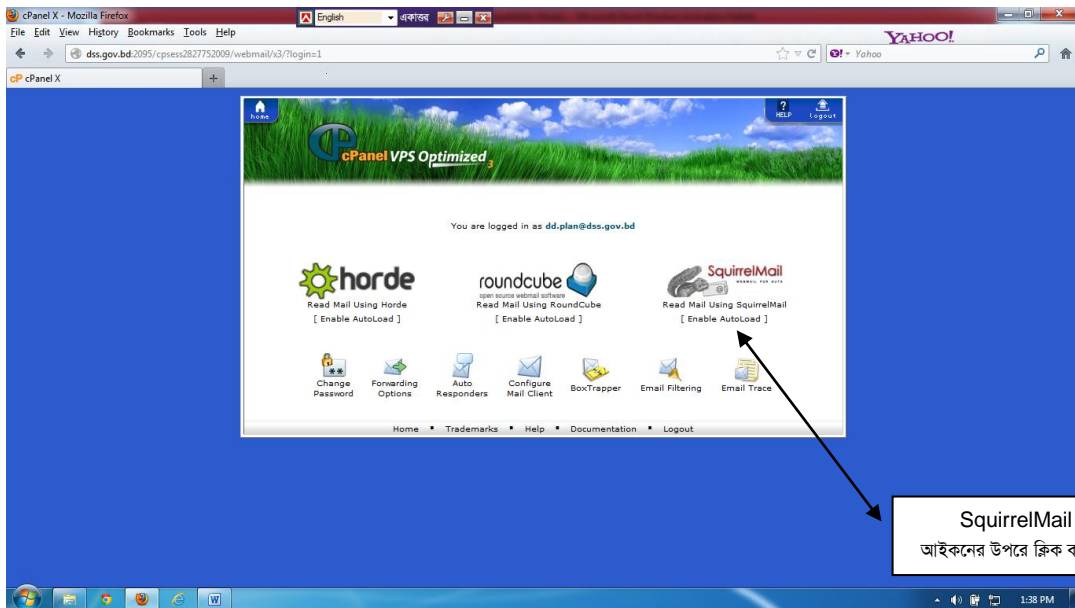 cPanel X - Mozilla Firefox
English
একাত্তর
File Edit View History Bookmarks Tools Help
YAHOO!
dss.gov.bd:2095/cpsess2827752009/webmail/x3/?login=1
Yahoo
cP cPanel X
home
HELP
logout
cPanel VPS Optimized 3
You are logged in as dd.plan@dss.gov.bd
horde
roundcube
open source webmail software
SquirrelMail
WEBMAIL FOR NUTS
Read Mail Using Horde
Read Mail Using RoundCube
Read Mail Using SquirrelMail
[ Enable AutoLoad ]
[ Enable AutoLoad ]
[ Enable AutoLoad ]
Change Password
Forwarding Options
Auto Responders
Configure Mail Client
BoxTrapper
Email Filtering
Email Trace
Home ▪ Trademarks ▪ Help ▪ Documentation ▪ Logout
SquirrelMail
আইকনের উপরে ক্লিক ক
1:38 PM